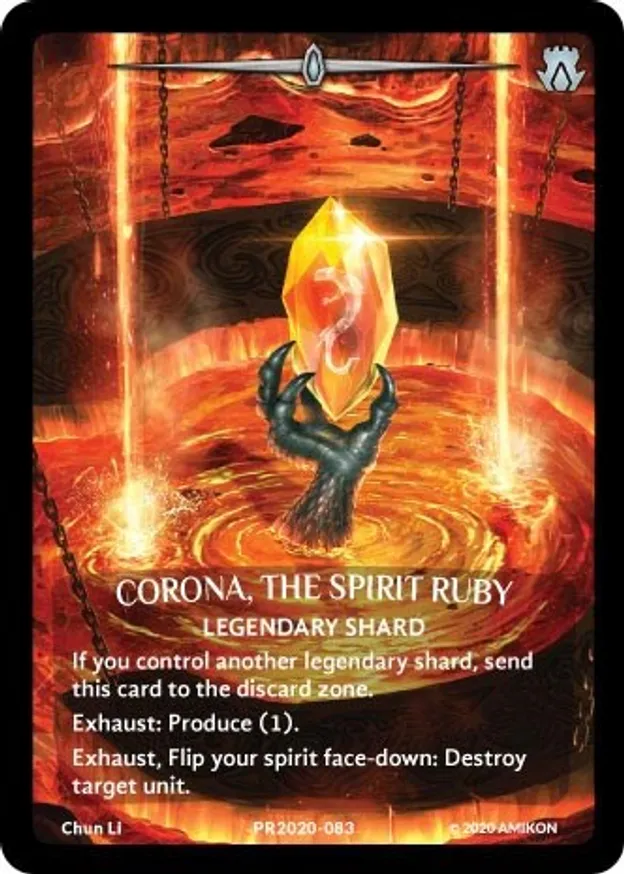 CORONA, THE SPIRIT RUBY
LEGENDARY SHARD
If you control another legendary shard, send
this card to the discard zone.
Exhaust: Produce (1).
Exhaust, Flip your spirit face-down: Destroy
target unit.
Chun Li PR2020-083 © 2020 AMIKON